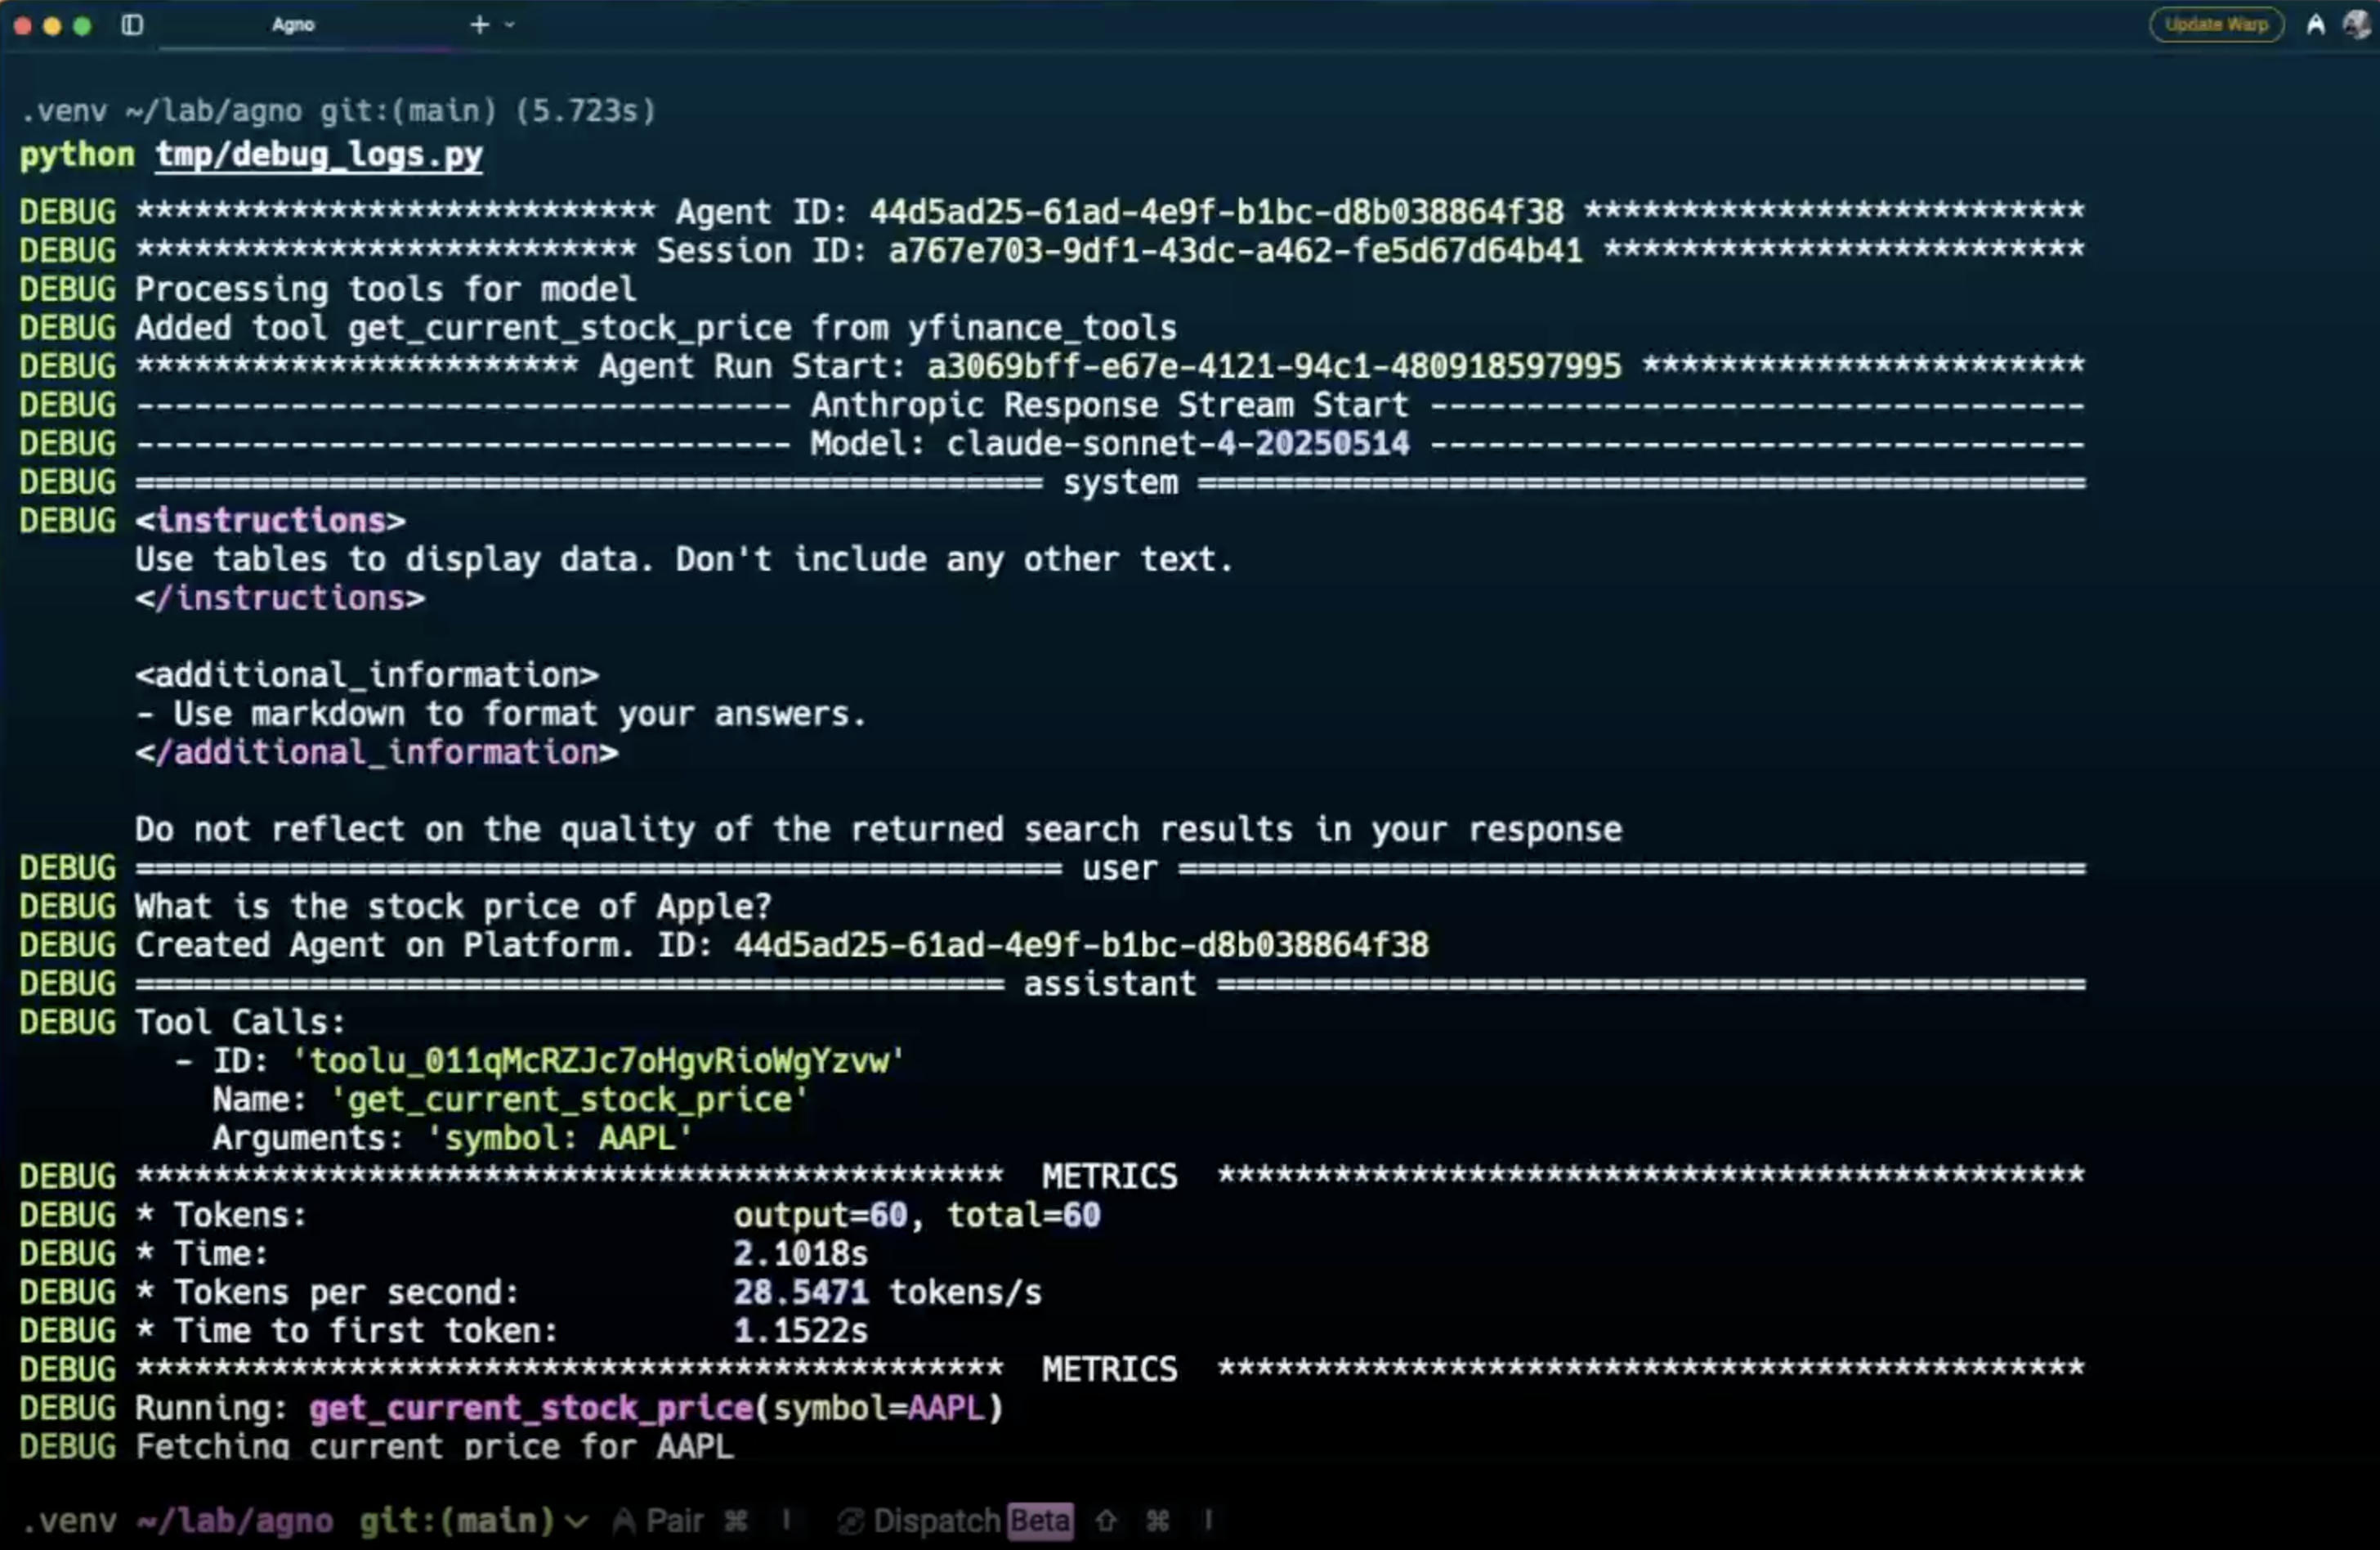 Agno
Update Warp
.venv ~/lab/agno git:(main) (5.723s)
python tmp/debug_logs.py
DEBUG *************************** Agent ID: 44d5ad25-61ad-4e9f-b1bc-d8b038864f38 **************************
DEBUG ************************** Session ID: a767e703-9df1-43dc-a462-fe5d67d64b41 *************************
DEBUG Processing tools for model
DEBUG Added tool get_current_stock_price from yfinance_tools
DEBUG *********************** Agent Run Start: a3069bff-e67e-4121-94c1-480918597995 ***********************
DEBUG ---------------------------------- Anthropic Response Stream Start ----------------------------------
DEBUG ---------------------------------- Model: claude-sonnet-4-20250514 ----------------------------------
DEBUG =============================================== system ==============================================
DEBUG <instructions>
Use tables to display data. Don't include any other text.
</instructions>
<additional_information>
- Use markdown to format your answers.
</additional_information>
Do not reflect on the quality of the returned search results in your response
DEBUG ================================================ user ===============================================
DEBUG What is the stock price of Apple?
DEBUG Created Agent on Platform. ID: 44d5ad25-61ad-4e9f-b1bc-d8b038864f38
DEBUG ============================================= assistant =============================================
DEBUG Tool Calls:
- ID: 'toolu_011qMcRZJc7oHgvRioWgYzvw'
Name: 'get_current_stock_price'
Arguments: 'symbol: AAPL'
DEBUG *********************************************  METRICS  *********************************************
DEBUG * Tokens: output=60, total=60
DEBUG * Time: 2.1018s
DEBUG * Tokens per second: 28.5471 tokens/s
DEBUG * Time to first token: 1.1522s
DEBUG *********************************************  METRICS  *********************************************
DEBUG Running: get_current_stock_price(symbol=AAPL)
DEBUG Fetching current price for AAPL
.venv ~/lab/agno git:(main) Pair ⌘ I Dispatch Beta ⇧ ⌘ I